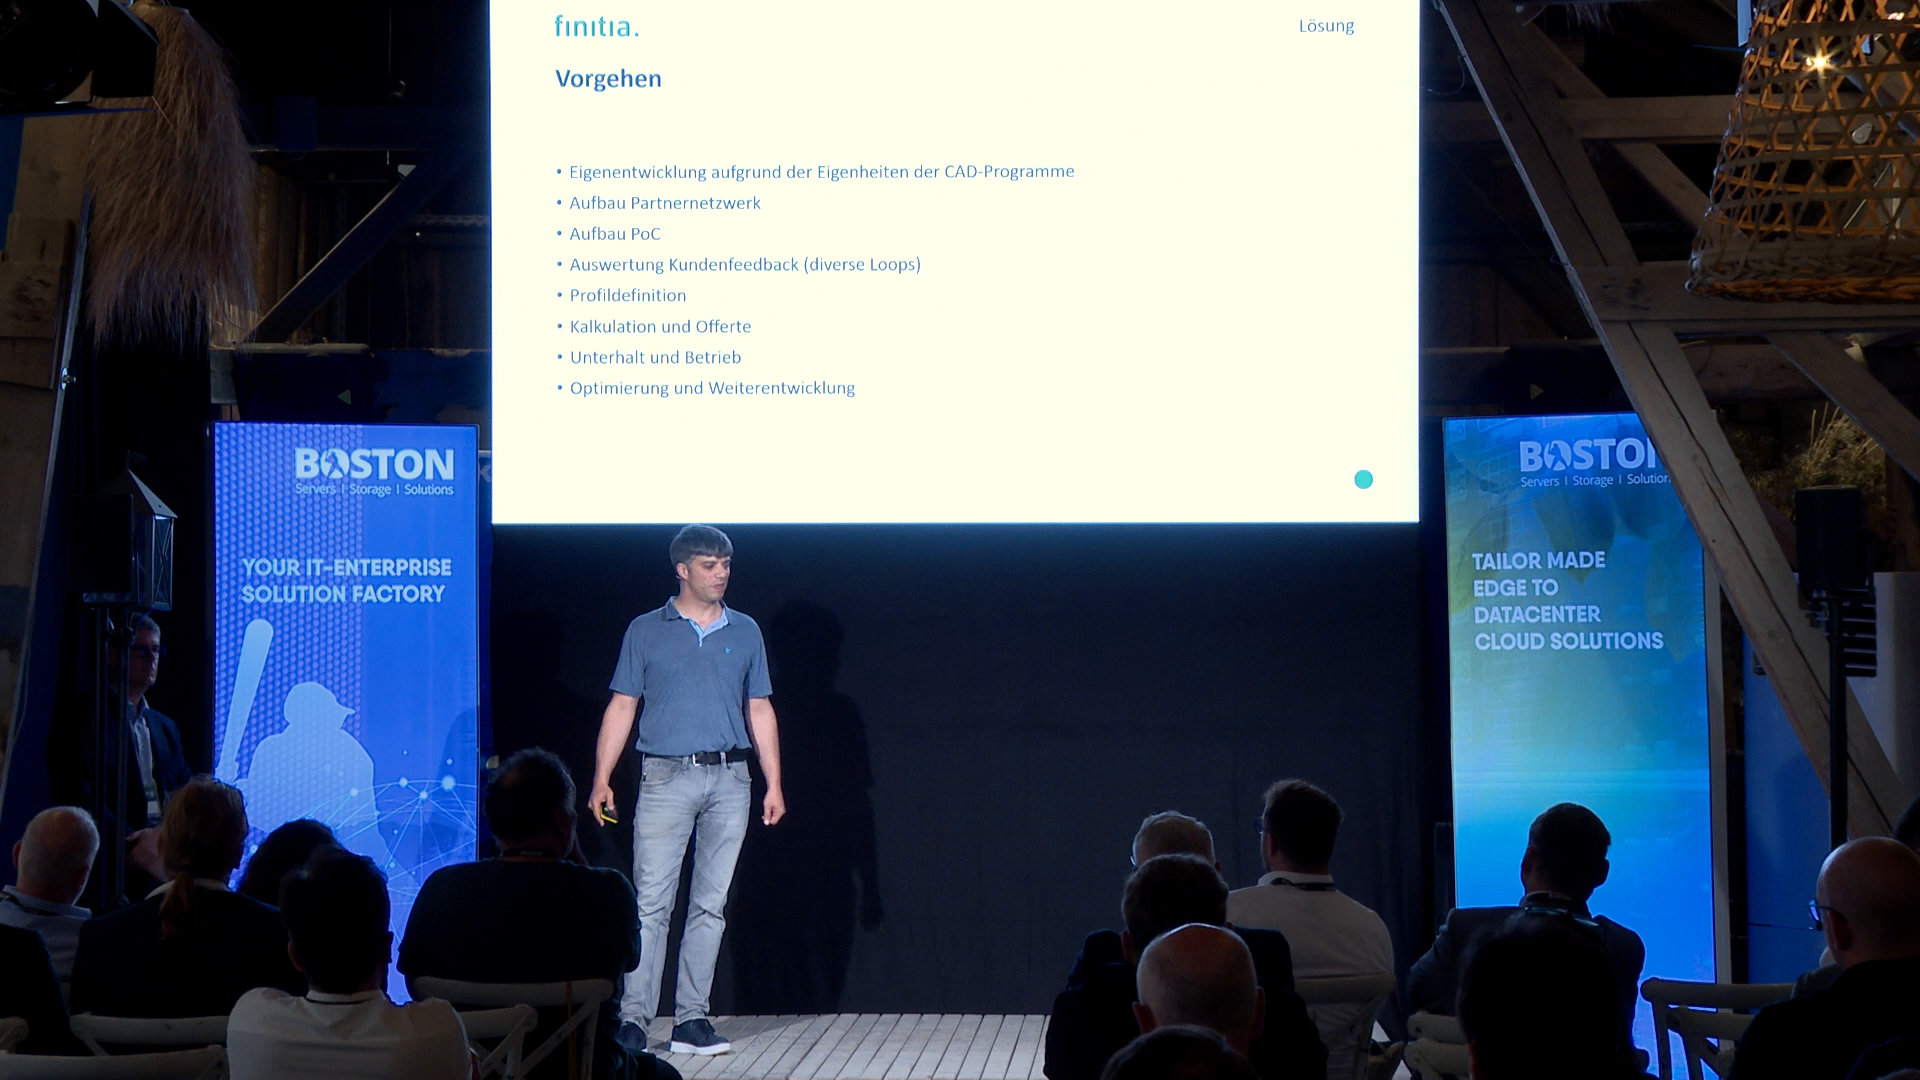 finitia.
Lösung
Vorgehen
• Eigenentwicklung aufgrund der Eigenheiten der CAD-Programme
• Aufbau Partnernetzwerk
• Aufbau PoC
• Auswertung Kundenfeedback (diverse Loops)
• Profildefinition
• Kalkulation und Offerte
• Unterhalt und Betrieb
• Optimierung und Weiterentwicklung
BOSTON
Servers | Storage | Solutions
YOUR IT-ENTERPRISE
SOLUTION FACTORY
BOSTON
Servers | Storage | Solution
TAILOR MADE
EDGE TO
DATACENTER
CLOUD SOLUTIONS